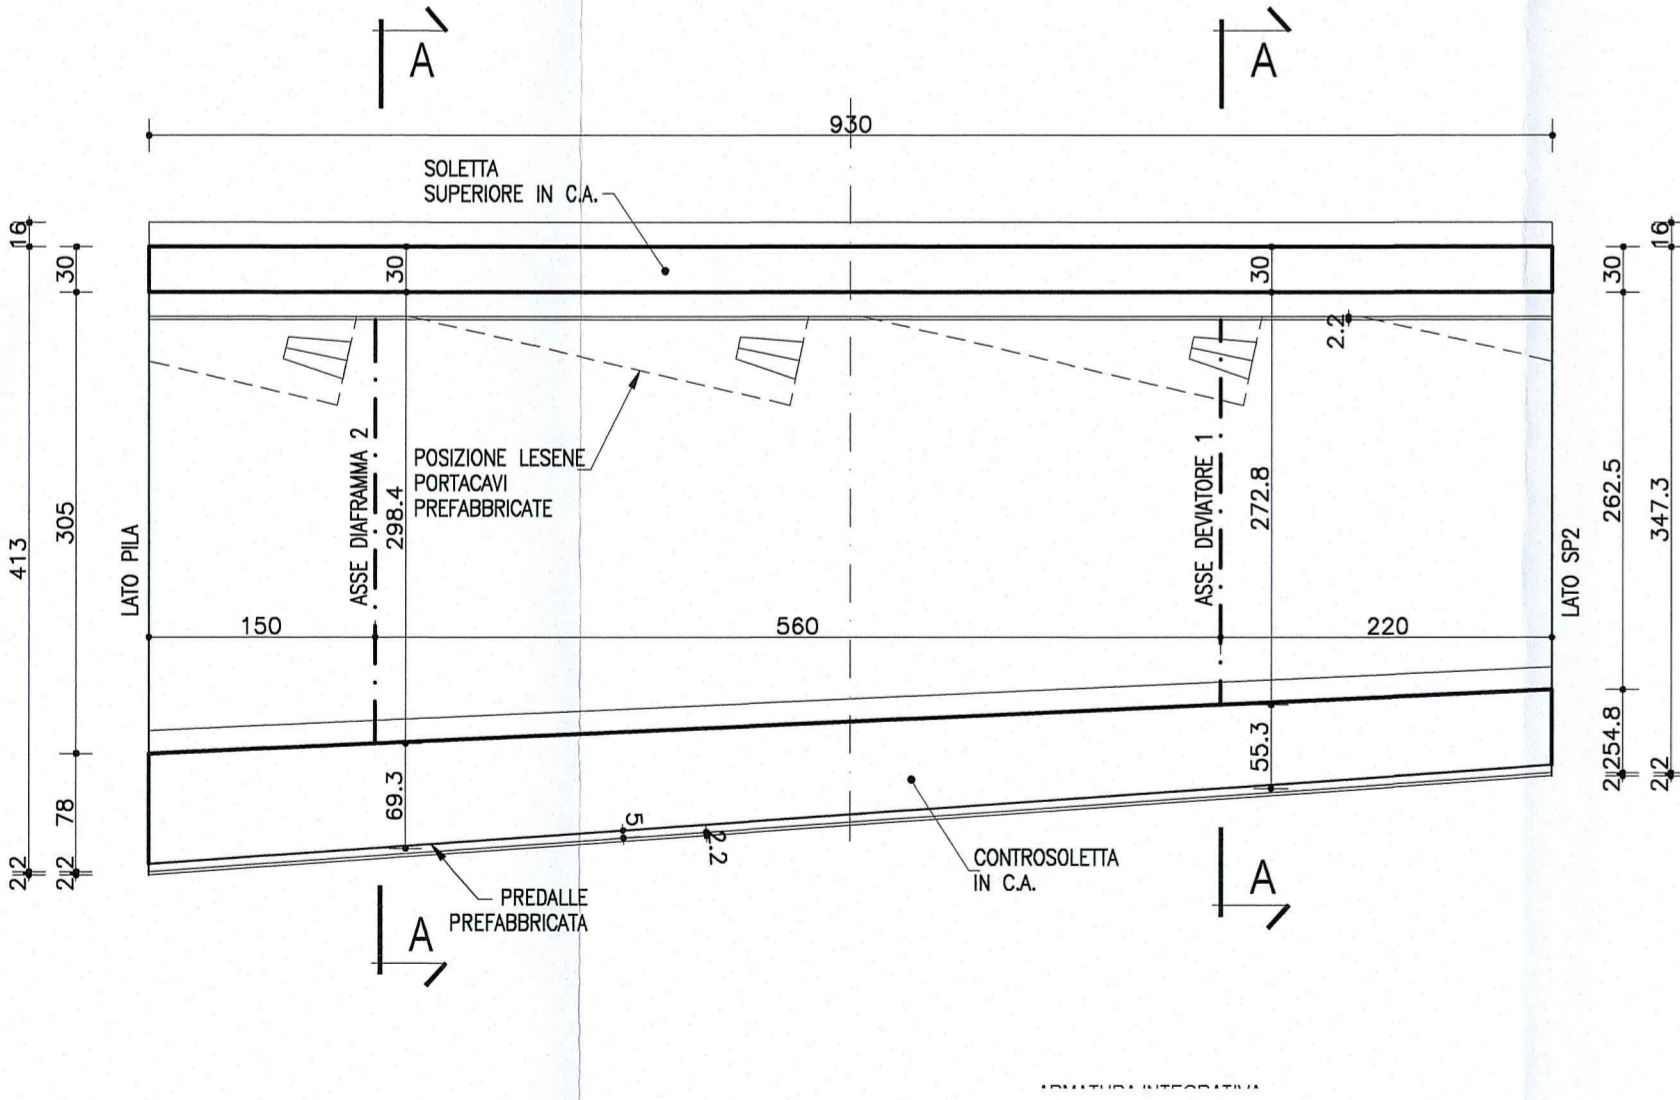 A
A
930
SOLETTA
SUPERIORE IN C.A.
16
30
30
30
30
16
2.2
POSIZIONE LESENE
PORTACAVI
PREFABBRICATE
ASSE DIAFRAMMA 2
298.4
ASSE DEVIATORE 1
272.8
413
305
LATO PILA
262.5
347.3
LATO SP2
150
560
220
69.3
55.3
54.8
2.2
2.2
78
2.2
2.2
5
2.2
CONTROSOLETTA
IN C.A.
PREDALLE
PREFABBRICATA
A
A